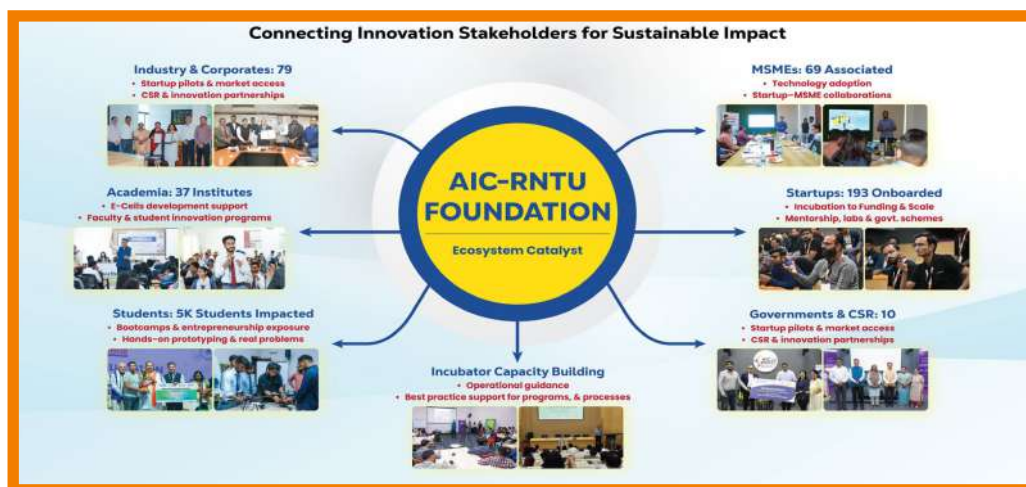 Connecting Innovation Stakeholders for Sustainable Impact
Industry & Corporates: 79
• Startup pilots & market access
• CSR & innovation partnerships
MSMEs: 69 Associated
• Technology adoption
• Startup–MSME collaborations
AIC-RNTU
FOUNDATION
Ecosystem Catalyst
Academia: 37 Institutes
• E-Cells development support
• Faculty & student innovation programs
Startups: 193 Onboarded
• Incubation to Funding & Scale
• Mentorship, labs & govt. schemes
Students: 5K Students Impacted
• Bootcamps & entrepreneurship exposure
• Hands-on prototyping & real problems
Governments & CSR: 10
• Startup pilots & market access
• CSR & innovation partnerships
Incubator Capacity Building
• Operational guidance
• Best practice support for programs, & processes